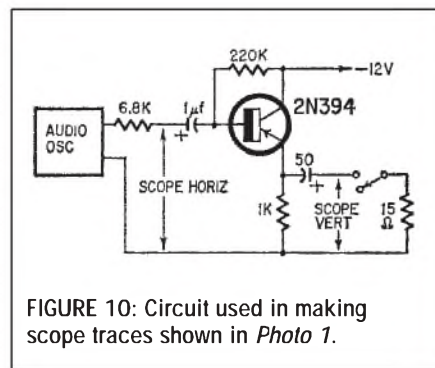 220K
-12V
6.8K
1μf
+
2N394
AUDIO
OSC
50
+
SCOPE HORIZ
1K
SCOPE
VERT
15
Ω
FIGURE 10: Circuit used in making
scope traces shown in Photo 1.